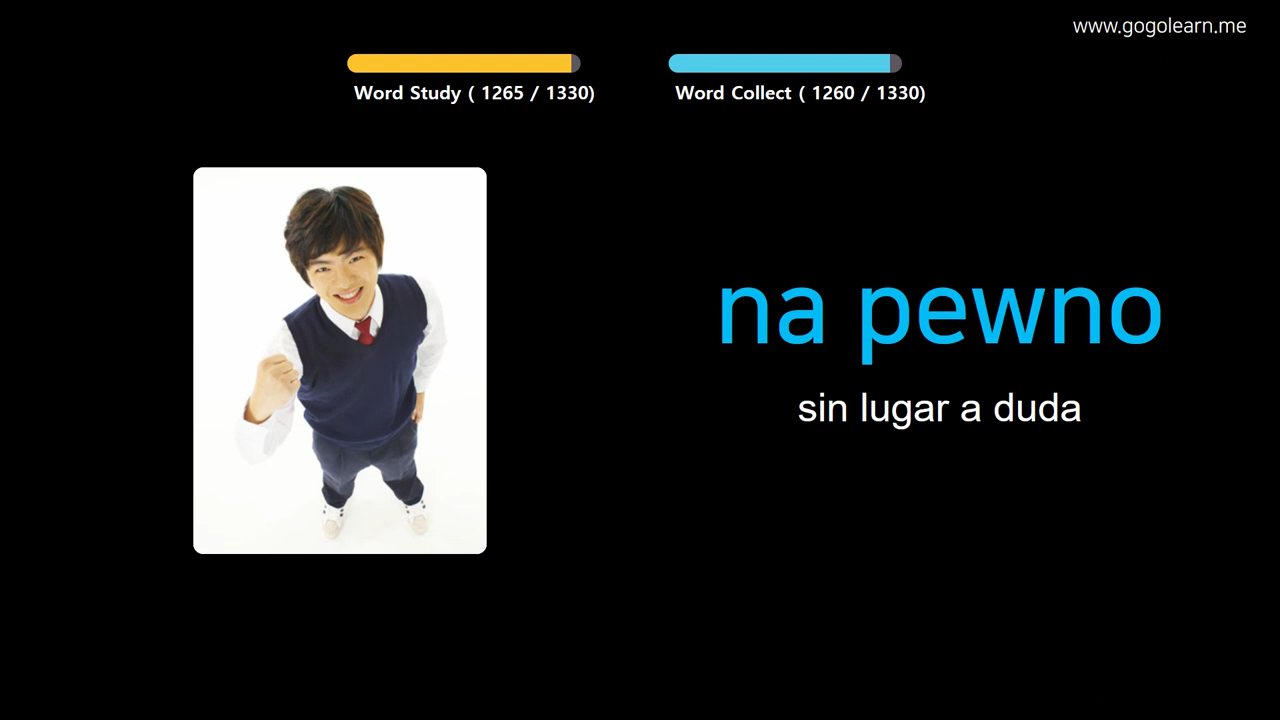 www.gogolearn.me
Word Study ( 1265 / 1330)
Word Collect ( 1260 / 1330)
na pewno
sin lugar a duda